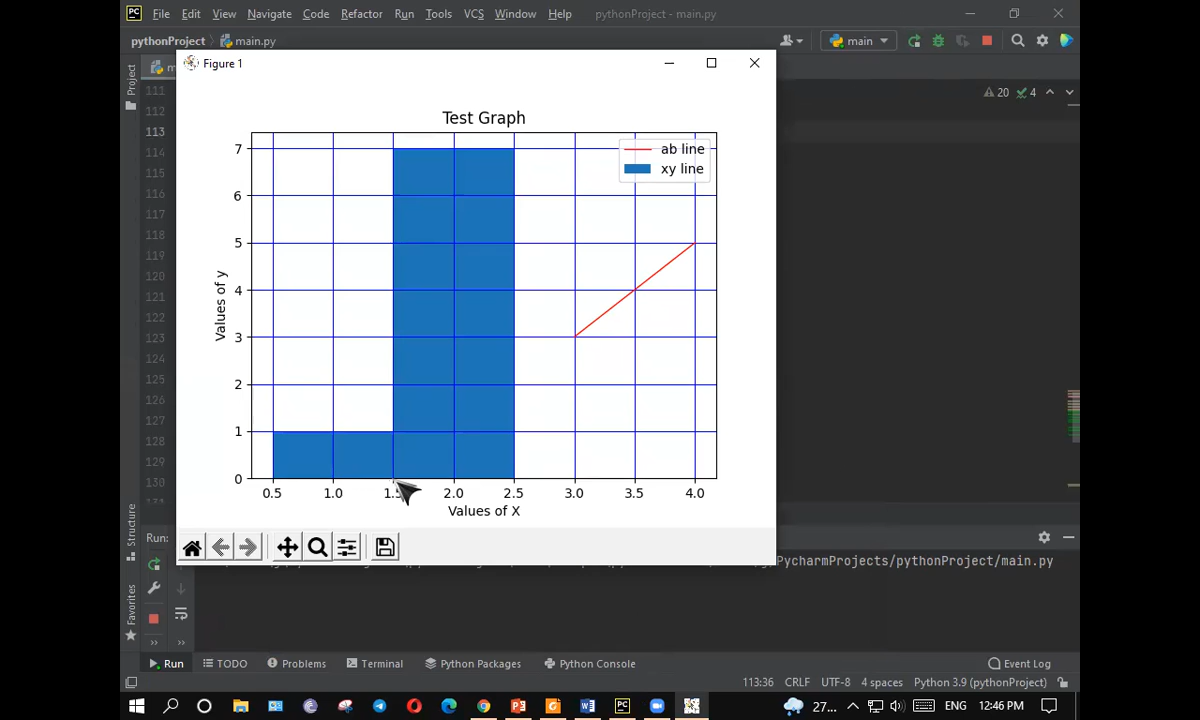 PC File Edit View Navigate Code Refactor Run Tools VCS Window Help pythonProject - main.py
pythonProject main.py main
Project
Figure 1
111
112
113
114
115
116
117
118
119
120
121
122
123
124
125
126
127
128
129
130
20 4
Test Graph
ab line
xy line
Values of y
7
6
5
4
3
2
1
0
0.5 1.0 2.0 2.5 3.0 3.5 4.0
Values of X
Structure
Favorites
Run:
PycharmProjects/pythonProject/main.py
Run TODO Problems Terminal Python Packages Python Console Event Log
113:36 CRLF UTF-8 4 spaces Python 3.9 (pythonProject)
27... ENG 12:46 PM